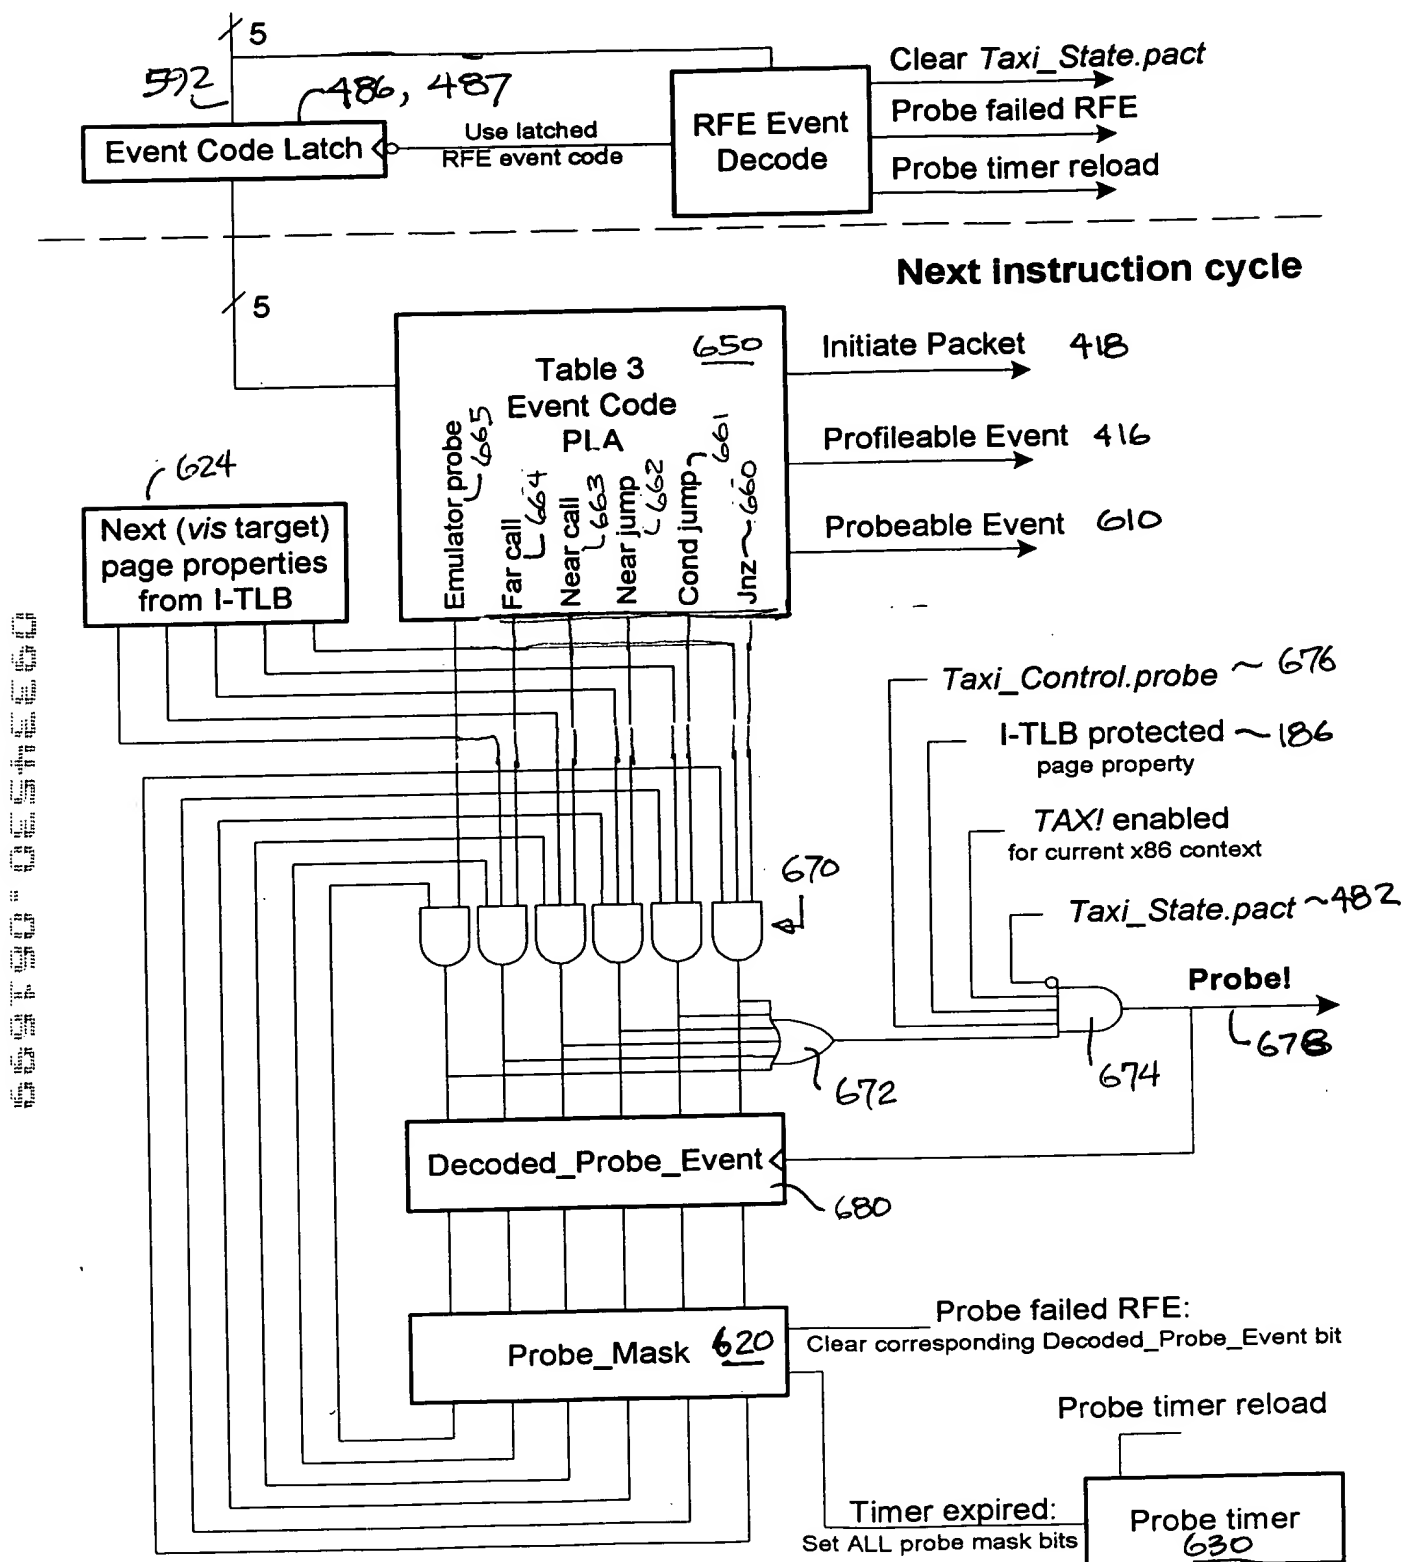 5
592
486, 487
Event Code Latch
Use latched
RFE event code
RFE Event
Decode
Clear Taxi_State.pact
Probe failed RFE
Probe timer reload
Next instruction cycle
5
Table 3
650
Event Code
PLA
Emulator probe
665
Far call
664
Near call
663
Near jump
662
Cond jump
661
Jnz
660
Initiate Packet 418
Profileable Event 416
Probeable Event 610
624
Next (vis target)
page properties
from I-TLB
Taxi_Control.probe 676
I-TLB protected 186
page property
TAX! enabled
for current x86 context
Taxi_State.pact 482
670
Probe!
678
674
672
Decoded_Probe_Event
680
Probe_Mask 620
Probe failed RFE:
Clear corresponding Decoded_Probe_Event bit
Probe timer reload
Timer expired:
Set ALL probe mask bits
Probe timer
630